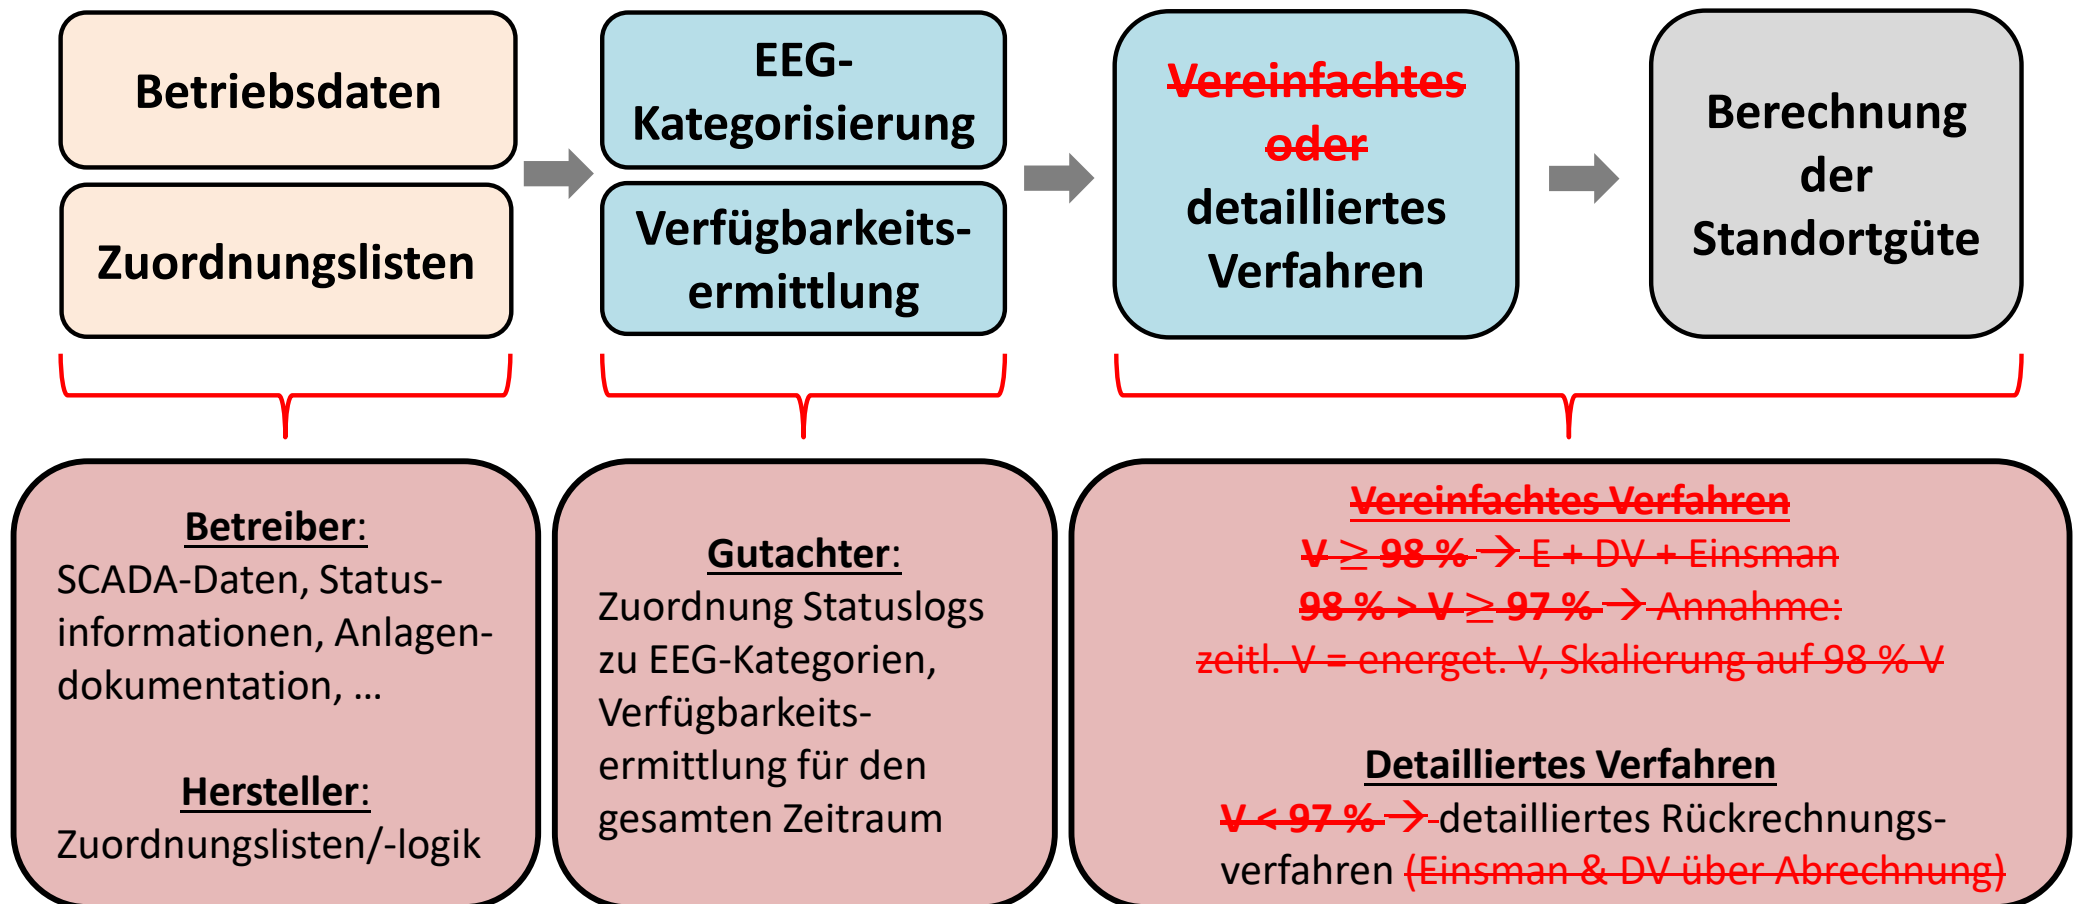 Betriebsdaten
Zuordnungslisten
EEG-
Kategorisierung
Verfügbarkeits-
ermittlung
Vereinfachtes
oder
detailliertes
Verfahren
Berechnung
der
Standortgüte
Betreiber:
SCADA-Daten, Status-
informationen, Anlagen-
dokumentation, ...
Hersteller:
Zuordnungslisten/-logik
Gutachter:
Zuordnung Statuslogs
zu EEG-Kategorien,
Verfügbarkeits-
ermittlung für den
gesamten Zeitraum
Vereinfachtes Verfahren
V ≥ 98 % → E + DV + Einsman
98 % > V ≥ 97 % → Annahme:
zeitl. V = energet. V, Skalierung auf 98 % V
Detailliertes Verfahren
V < 97 % → detailliertes Rückrechnungs-
verfahren (Einsman & DV über Abrechnung)